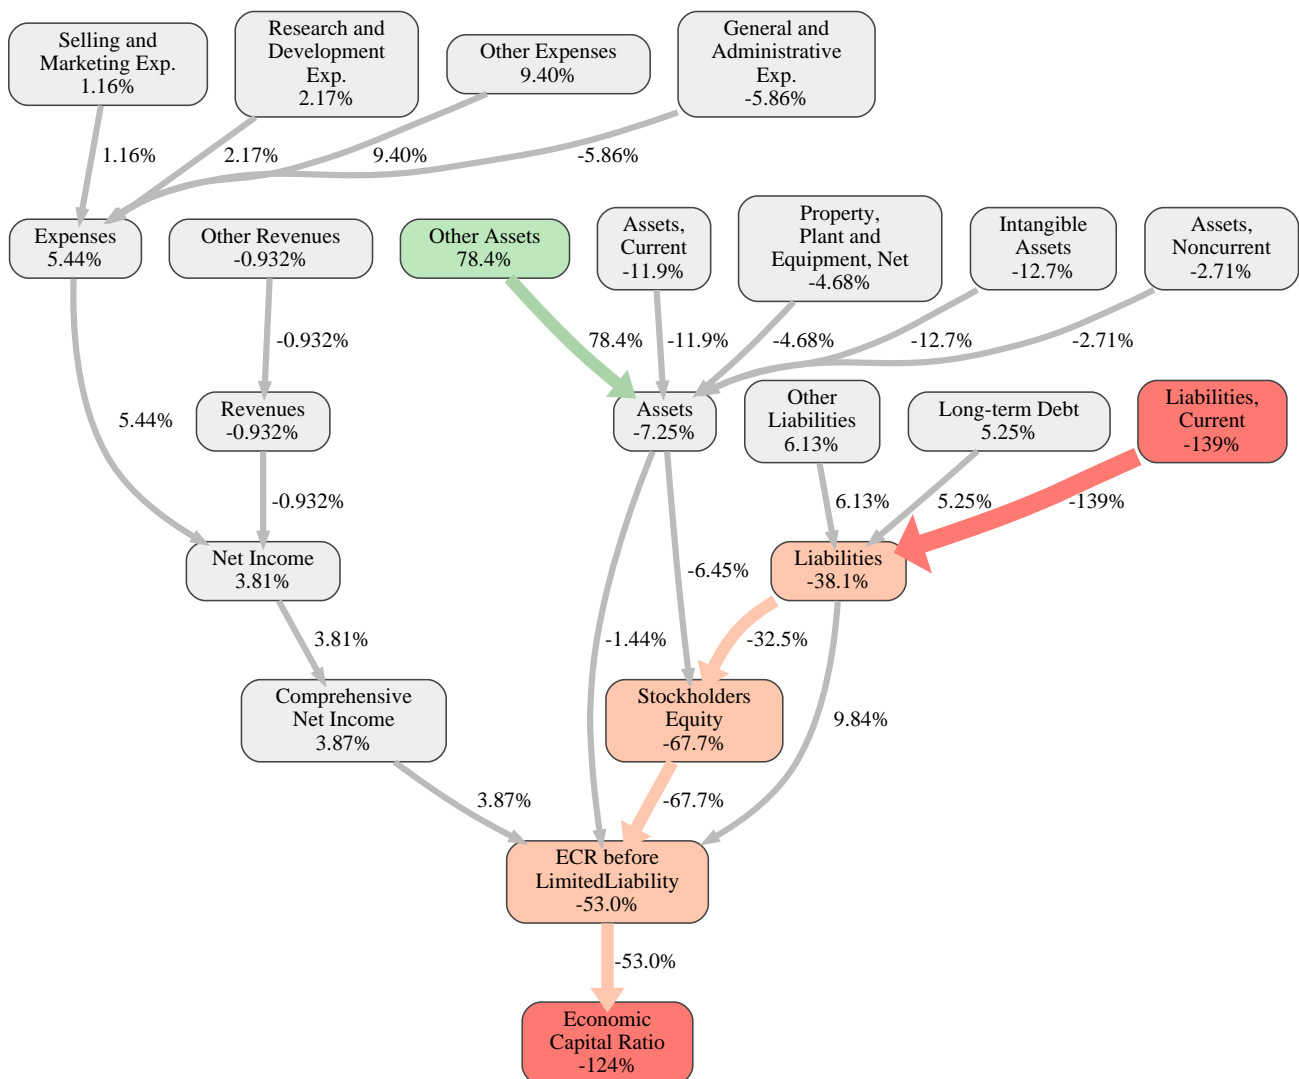 Selling and
Marketing Exp.
1.16%
Research and
Development
Exp.
2.17%
Other Expenses
9.40%
General and
Administrative
Exp.
-5.86%
1.16%
2.17%
9.40%
-5.86%
Expenses
5.44%
Other Revenues
-0.932%
Other Assets
78.4%
Assets,
Current
-11.9%
Property,
Plant and
Equipment, Net
-4.68%
Intangible
Assets
-12.7%
Assets,
Noncurrent
-2.71%
-0.932%
78.4%
-11.9%
-4.68%
-12.7%
-2.71%
5.44%
Revenues
-0.932%
Assets
-7.25%
Other
Liabilities
6.13%
Long-term Debt
5.25%
Liabilities,
Current
-139%
-0.932%
6.13%
5.25%
-139%
Net Income
3.81%
-6.45%
Liabilities
-38.1%
3.81%
-1.44%
-32.5%
Comprehensive
Net Income
3.87%
Stockholders
Equity
-67.7%
9.84%
3.87%
-67.7%
ECR before
LimitedLiability
-53.0%
-53.0%
Economic
Capital Ratio
-124%